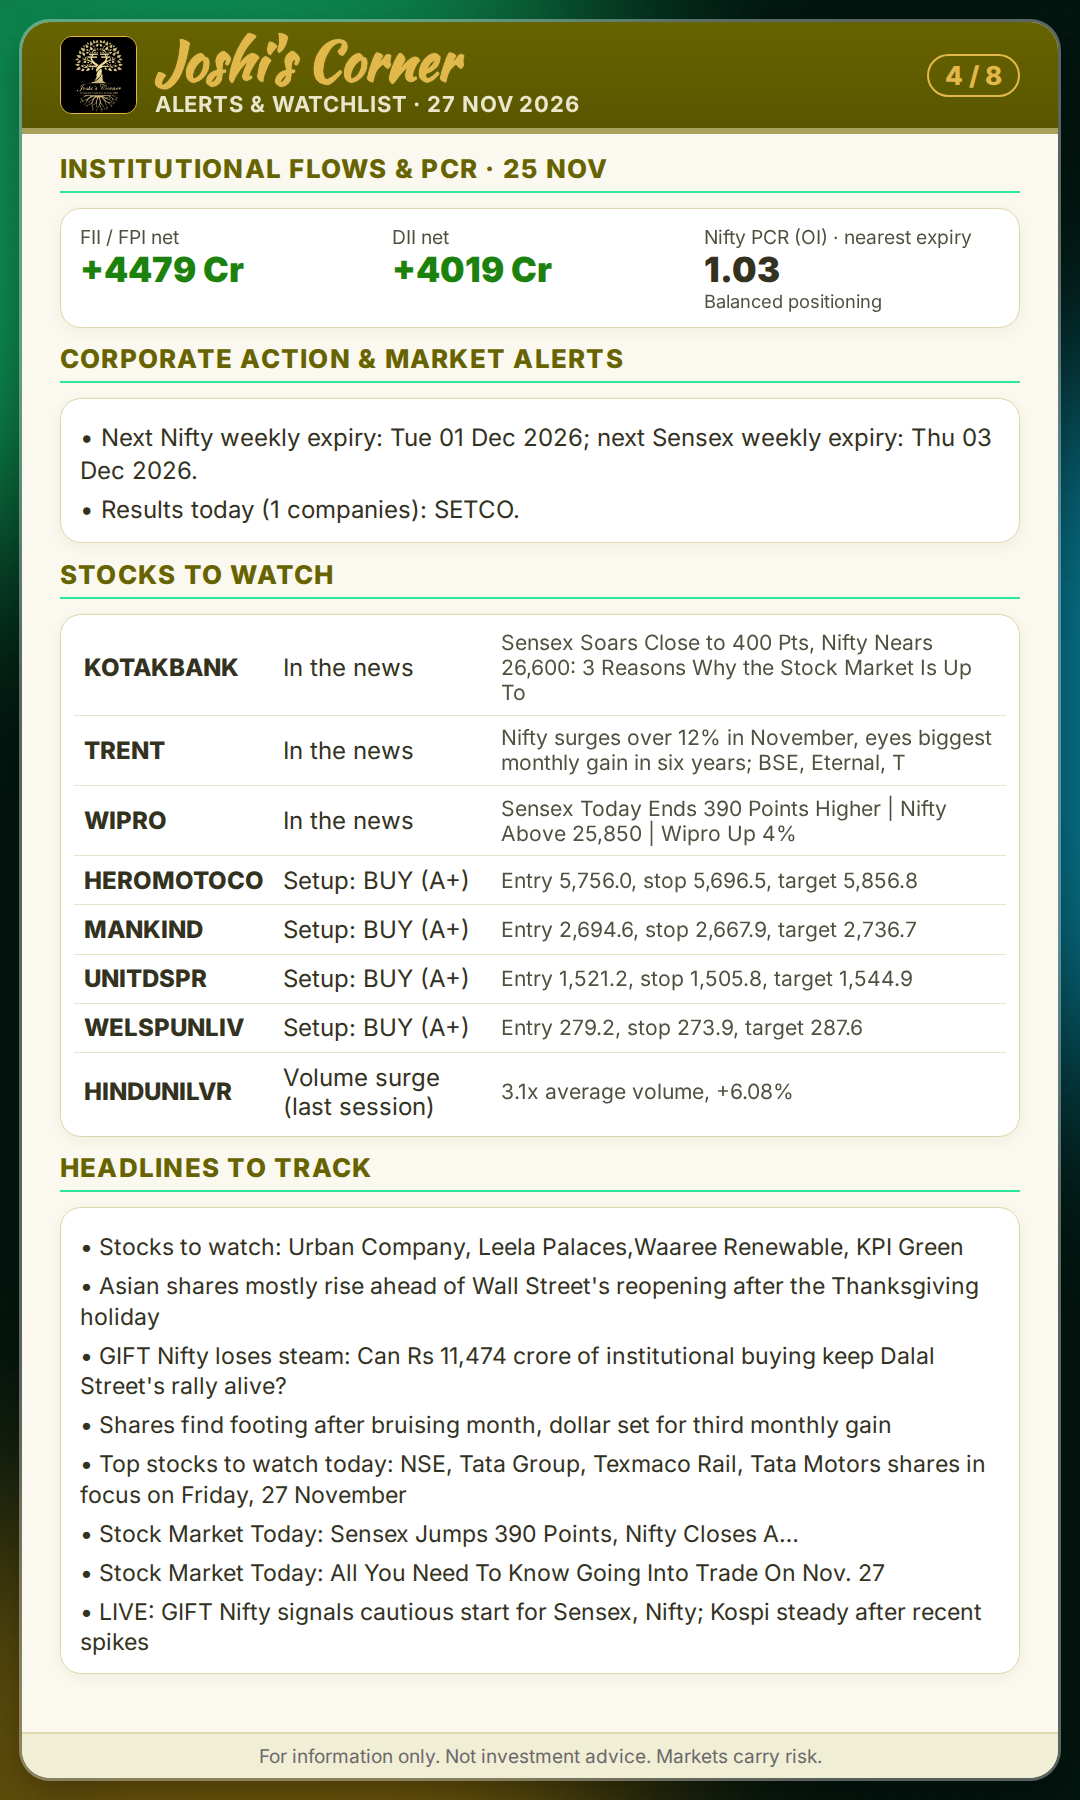 Joshi's Corner
Joshi's Corner
ALERTS & WATCHLIST · 27 NOV 2026
4 / 8
INSTITUTIONAL FLOWS & PCR · 25 NOV
FII / FPI net
+4479 Cr
DII net
+4019 Cr
Nifty PCR (OI) · nearest expiry
1.03
Balanced positioning
CORPORATE ACTION & MARKET ALERTS
• Next Nifty weekly expiry: Tue 01 Dec 2026; next Sensex weekly expiry: Thu 03
Dec 2026.
• Results today (1 companies): SETCO.
STOCKS TO WATCH
KOTAKBANK In the news Sensex Soars Close to 400 Pts, Nifty Nears
26,600: 3 Reasons Why the Stock Market Is Up
To
TRENT In the news Nifty surges over 12% in November, eyes biggest
monthly gain in six years; BSE, Eternal, T
WIPRO In the news Sensex Today Ends 390 Points Higher | Nifty
Above 25,850 | Wipro Up 4%
HEROMOTOCO Setup: BUY (A+) Entry 5,756.0, stop 5,696.5, target 5,856.8
MANKIND Setup: BUY (A+) Entry 2,694.6, stop 2,667.9, target 2,736.7
UNITDSPR Setup: BUY (A+) Entry 1,521.2, stop 1,505.8, target 1,544.9
WELSPUNLIV Setup: BUY (A+) Entry 279.2, stop 273.9, target 287.6
HINDUNILVR Volume surge
(last session) 3.1x average volume, +6.08%
HEADLINES TO TRACK
• Stocks to watch: Urban Company, Leela Palaces,Waaree Renewable, KPI Green
• Asian shares mostly rise ahead of Wall Street's reopening after the Thanksgiving
holiday
• GIFT Nifty loses steam: Can Rs 11,474 crore of institutional buying keep Dalal
Street's rally alive?
• Shares find footing after bruising month, dollar set for third monthly gain
• Top stocks to watch today: NSE, Tata Group, Texmaco Rail, Tata Motors shares in
focus on Friday, 27 November
• Stock Market Today: Sensex Jumps 390 Points, Nifty Closes A...
• Stock Market Today: All You Need To Know Going Into Trade On Nov. 27
• LIVE: GIFT Nifty signals cautious start for Sensex, Nifty; Kospi steady after recent
spikes
For information only. Not investment advice. Markets carry risk.